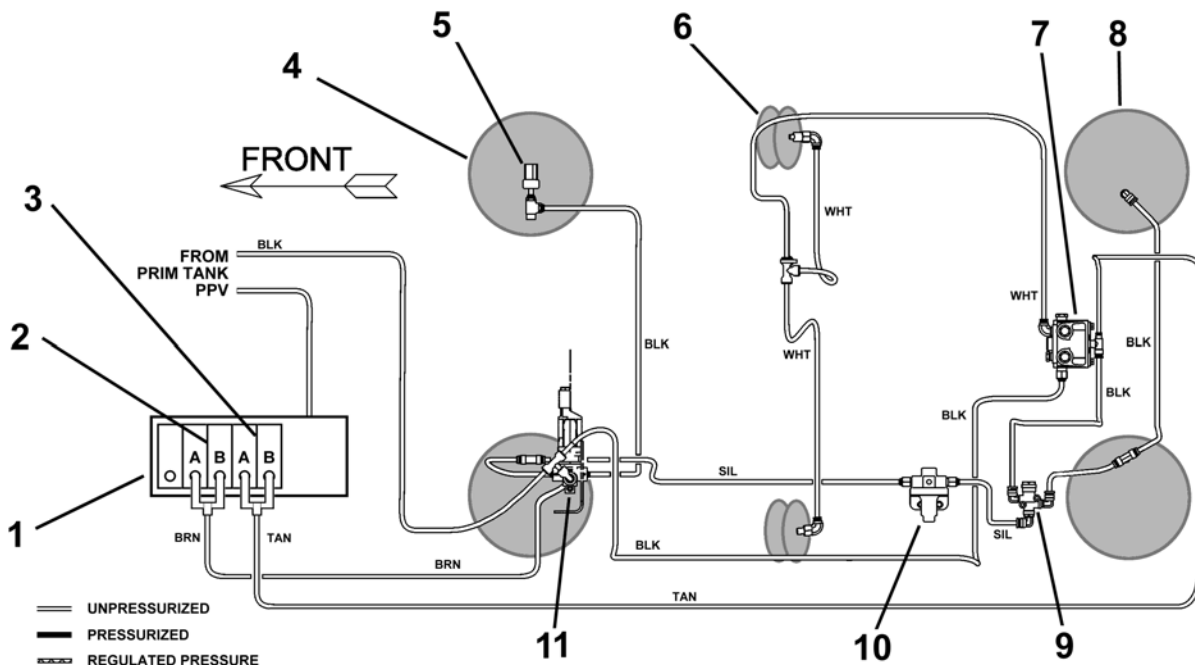 4
5
6
7
8
FRONT
3
BLK
FROM
PRIM TANK
PPV
WHT
WHT
BLK
BLK
WHT
BLK
BLK
2
A
B
A
B
SIL
1
BRN
TAN
BRN
BLK
SIL
TAN
UNPRESSURIZED
PRESSURIZED
REGULATED PRESSURE
11
10
9